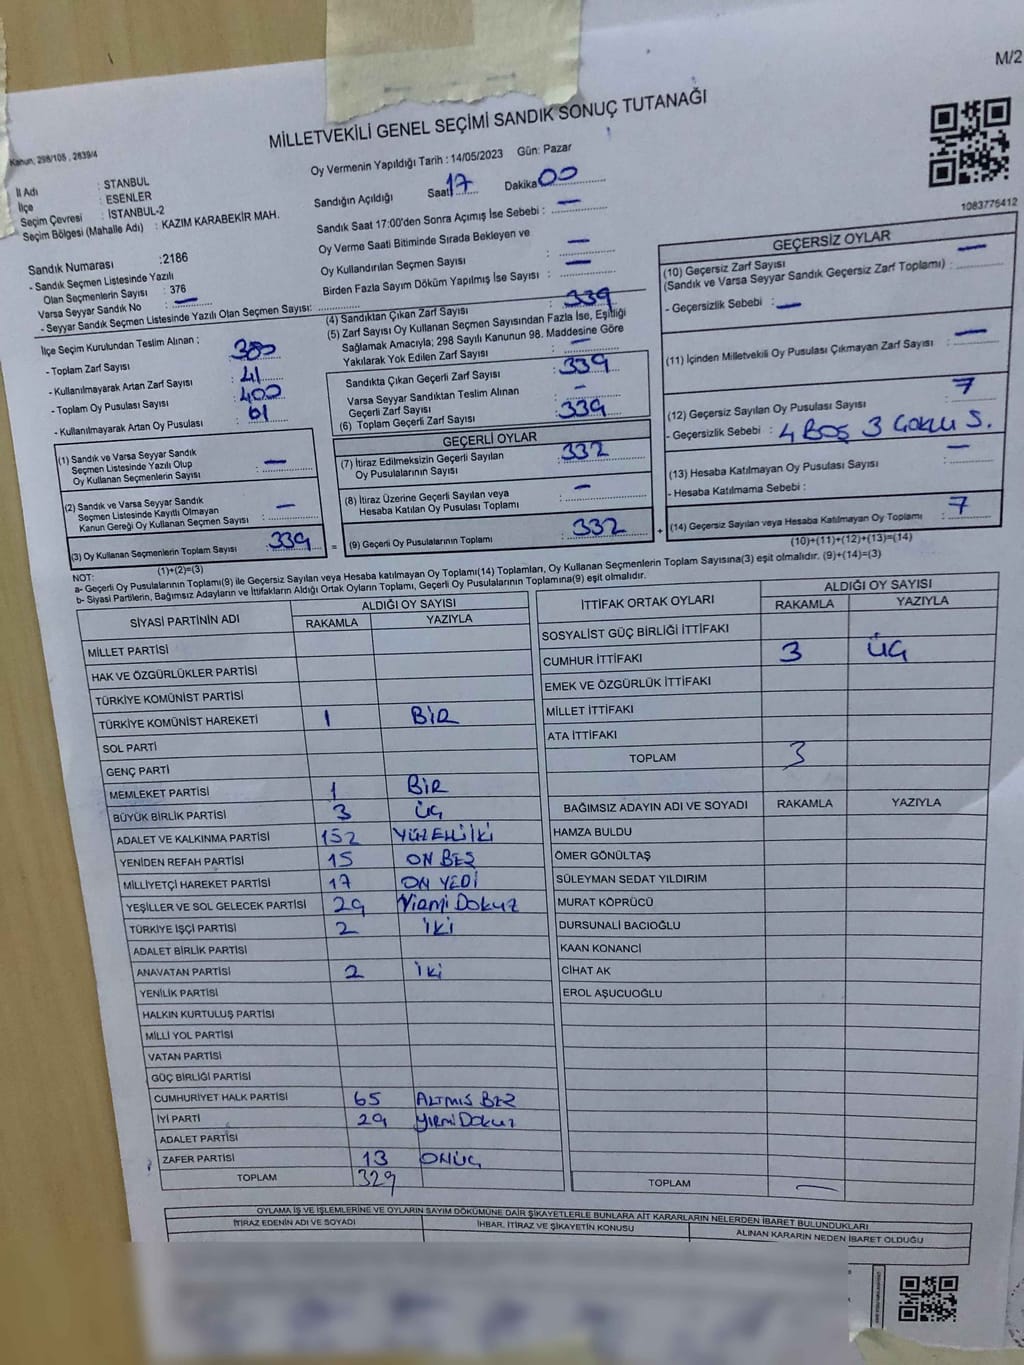 M/2
MİLLETVEKİLİ GENEL SEÇİMİ SANDIK SONUÇ TUTANAĞI
Kanun, 298/105 , 2839/4
Oy Vermenin Yapıldığı Tarih : 14/05/2023 Gün: Pazar
İl Adı : STANBUL
İlçe : ESENLER
Seçim Çevresi : İSTANBUL-2
Seçim Bölgesi (Mahalle Adı) : KAZIM KARABEKİR MAH.
Sandık Numarası :2186
- Sandık Seçmen Listesinde Yazılı
Olan Seçmenlerin Sayısı : 376
Varsa Seyyar Sandık No : —
- Seyyar Sandık Seçmen Listesinde Yazılı Olan Seçmen Sayısı:
Sandığın Açıldığı Saat 17 Dakika 00
Sandık Saat 17:00'den Sonra Açımış İse Sebebi : —
Oy Verme Saati Bitiminde Sırada Bekleyen ve
Oy Kullandırılan Seçmen Sayısı : —
Birden Fazla Sayım Döküm Yapılmış İse Sayısı : —
1083775412
İlçe Seçim Kurulundan Teslim Alınan ;
- Toplam Zarf Sayısı : 380
- Kullanılmayarak Artan Zarf Sayısı : 41
- Toplam Oy Pusulası Sayısı : 400
- Kullanılmayarak Artan Oy Pusulası : 61
(1) Sandık ve Varsa Seyyar Sandık
Seçmen Listesinde Yazılı Olup
Oy Kullanan Seçmenlerin Sayısı : —
(2) Sandık ve Varsa Seyyar Sandık
Seçmen Listesinde Kayıtlı Olmayan
Kanun Gereği Oy Kullanan Seçmen Sayısı : —
(3) Oy Kullanan Seçmenlerin Toplam Sayısı : 339
(1)+(2)=(3)
(4) Sandıktan Çıkan Zarf Sayısı : 339
(5) Zarf Sayısı Oy Kullanan Seçmen Sayısından Fazla İse, Eşitliği
Sağlamak Amacıyla; 298 Sayılı Kanunun 98. Maddesine Göre
Yakılarak Yok Edilen Zarf Sayısı : —
Sandıkta Çıkan Geçerli Zarf Sayısı : 339
Varsa Seyyar Sandıktan Teslim Alınan
Geçerli Zarf Sayısı : -
(6) Toplam Geçerli Zarf Sayısı : 339
GEÇERLİ OYLAR
(7) İtiraz Edilmeksizin Geçerli Sayılan
Oy Pusulalarının Sayısı : 332
(8) İtiraz Üzerine Geçerli Sayılan veya
Hesaba Katılan Oy Pusulası Toplamı : -
= (9) Geçerli Oy Pusulalarının Toplamı : 332 +
GEÇERSİZ OYLAR
(10) Geçersiz Zarf Sayısı
(Sandık ve Varsa Seyyar Sandık Geçersiz Zarf Toplamı) : —
- Geçersizlik Sebebi : —
(11) İçinden Milletvekili Oy Pusulası Çıkmayan Zarf Sayısı : —
(12) Geçersiz Sayılan Oy Pusulası Sayısı : 7
- Geçersizlik Sebebi : 4 BOŞ 3 ÇOKLU S.
(13) Hesaba Katılmayan Oy Pusulası Sayısı : —
- Hesaba Katılmama Sebebi :
(14) Geçersiz Sayılan veya Hesaba Katılmayan Oy Toplamı : 7
(10)+(11)+(12)+(13)=(14)
NOT:
a- Geçerli Oy Pusulalarının Toplamı(9) ile Geçersiz Sayılan veya Hesaba katılmayan Oy Toplamı(14) Toplamları, Oy Kullanan Seçmenlerin Toplam Sayısına(3) eşit olmalıdır. (9)+(14)=(3)
b- Siyasi Partilerin, Bağımsız Adayların ve İttifakların Aldığı Ortak Oyların Toplamı, Geçerli Oy Pusulalarının Toplamına(9) eşit olmalıdır.
SİYASİ PARTİNİN ADI ALDIĞI OY SAYISI
RAKAMLA YAZIYLA
MİLLET PARTİSİ
HAK VE ÖZGÜRLÜKLER PARTİSİ
TÜRKİYE KOMÜNİST PARTİSİ
TÜRKİYE KOMÜNİST HAREKETİ 1 BİR
SOL PARTİ
GENÇ PARTİ
MEMLEKET PARTİSİ 1 BİR
BÜYÜK BİRLİK PARTİSİ 3 ÜÇ
ADALET VE KALKINMA PARTİSİ 152 YÜZELLİİKİ
YENİDEN REFAH PARTİSİ 15 ON BEŞ
MİLLİYETÇİ HAREKET PARTİSİ 17 ON YEDİ
YEŞİLLER VE SOL GELECEK PARTİSİ 29 Yirmi Dokuz
TÜRKİYE İŞÇİ PARTİSİ 2 İKİ
ADALET BİRLİK PARTİSİ
ANAVATAN PARTİSİ 2 İKİ
YENİLİK PARTİSİ
HALKIN KURTULUŞ PARTİSİ
MİLLİ YOL PARTİSİ
VATAN PARTİSİ
GÜÇ BİRLİĞİ PARTİSİ
CUMHURİYET HALK PARTİSİ 65 ALTMIŞ BEŞ
İYİ PARTİ 29 YİRMİ Dokuz
ADALET PARTİSİ
ZAFER PARTİSİ 13 ONÜÇ
TOPLAM 329
İTTİFAK ORTAK OYLARI ALDIĞI OY SAYISI
RAKAMLA YAZIYLA
SOSYALİST GÜÇ BİRLİĞİ İTTİFAKI
CUMHUR İTTİFAKI 3 ÜÇ
EMEK VE ÖZGÜRLÜK İTTİFAKI
MİLLET İTTİFAKI
ATA İTTİFAKI
TOPLAM 3
BAĞIMSIZ ADAYIN ADI VE SOYADI RAKAMLA YAZIYLA
HAMZA BULDU
ÖMER GÖNÜLTAŞ
SÜLEYMAN SEDAT YILDIRIM
MURAT KÖPRÜCÜ
DURSUNALİ BACIOĞLU
KAAN KONANCİ
CİHAT AK
EROL AŞUCUOĞLU
TOPLAM —
OYLAMA İŞ VE İŞLEMLERİNE VE OYLARIN SAYIM DÖKÜMÜNE DAİR ŞİKAYETLERLE BUNLARA AİT KARARLARIN NELERDEN İBARET BULUNDUKLARI
İTİRAZ EDENİN ADI VE SOYADI İHBAR, İTİRAZ VE ŞİKAYETİN KONUSU ALINAN KARARIN NEDEN İBARET OLDUĞU